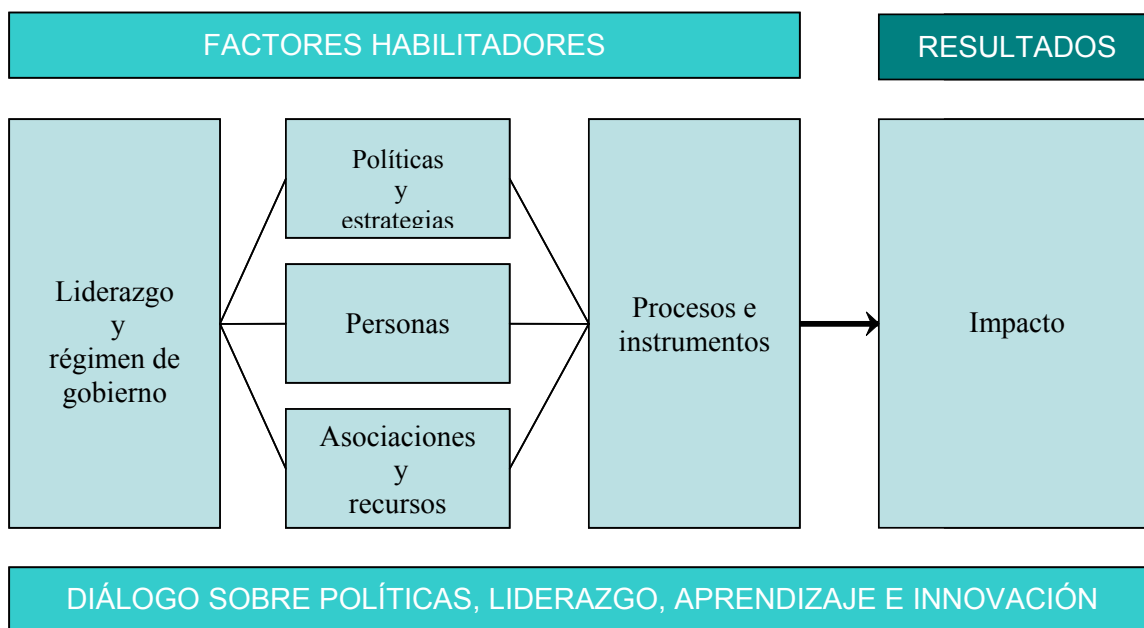 FACTORES HABILITADORES
RESULTADOS
Liderazgo
y
régimen de
gobierno
Políticas
y
estrategias
Personas
Asociaciones
y
recursos
Procesos e
instrumentos
Impacto
DIÁLOGO SOBRE POLÍTICAS, LIDERAZGO, APRENDIZAJE E INNOVACIÓN